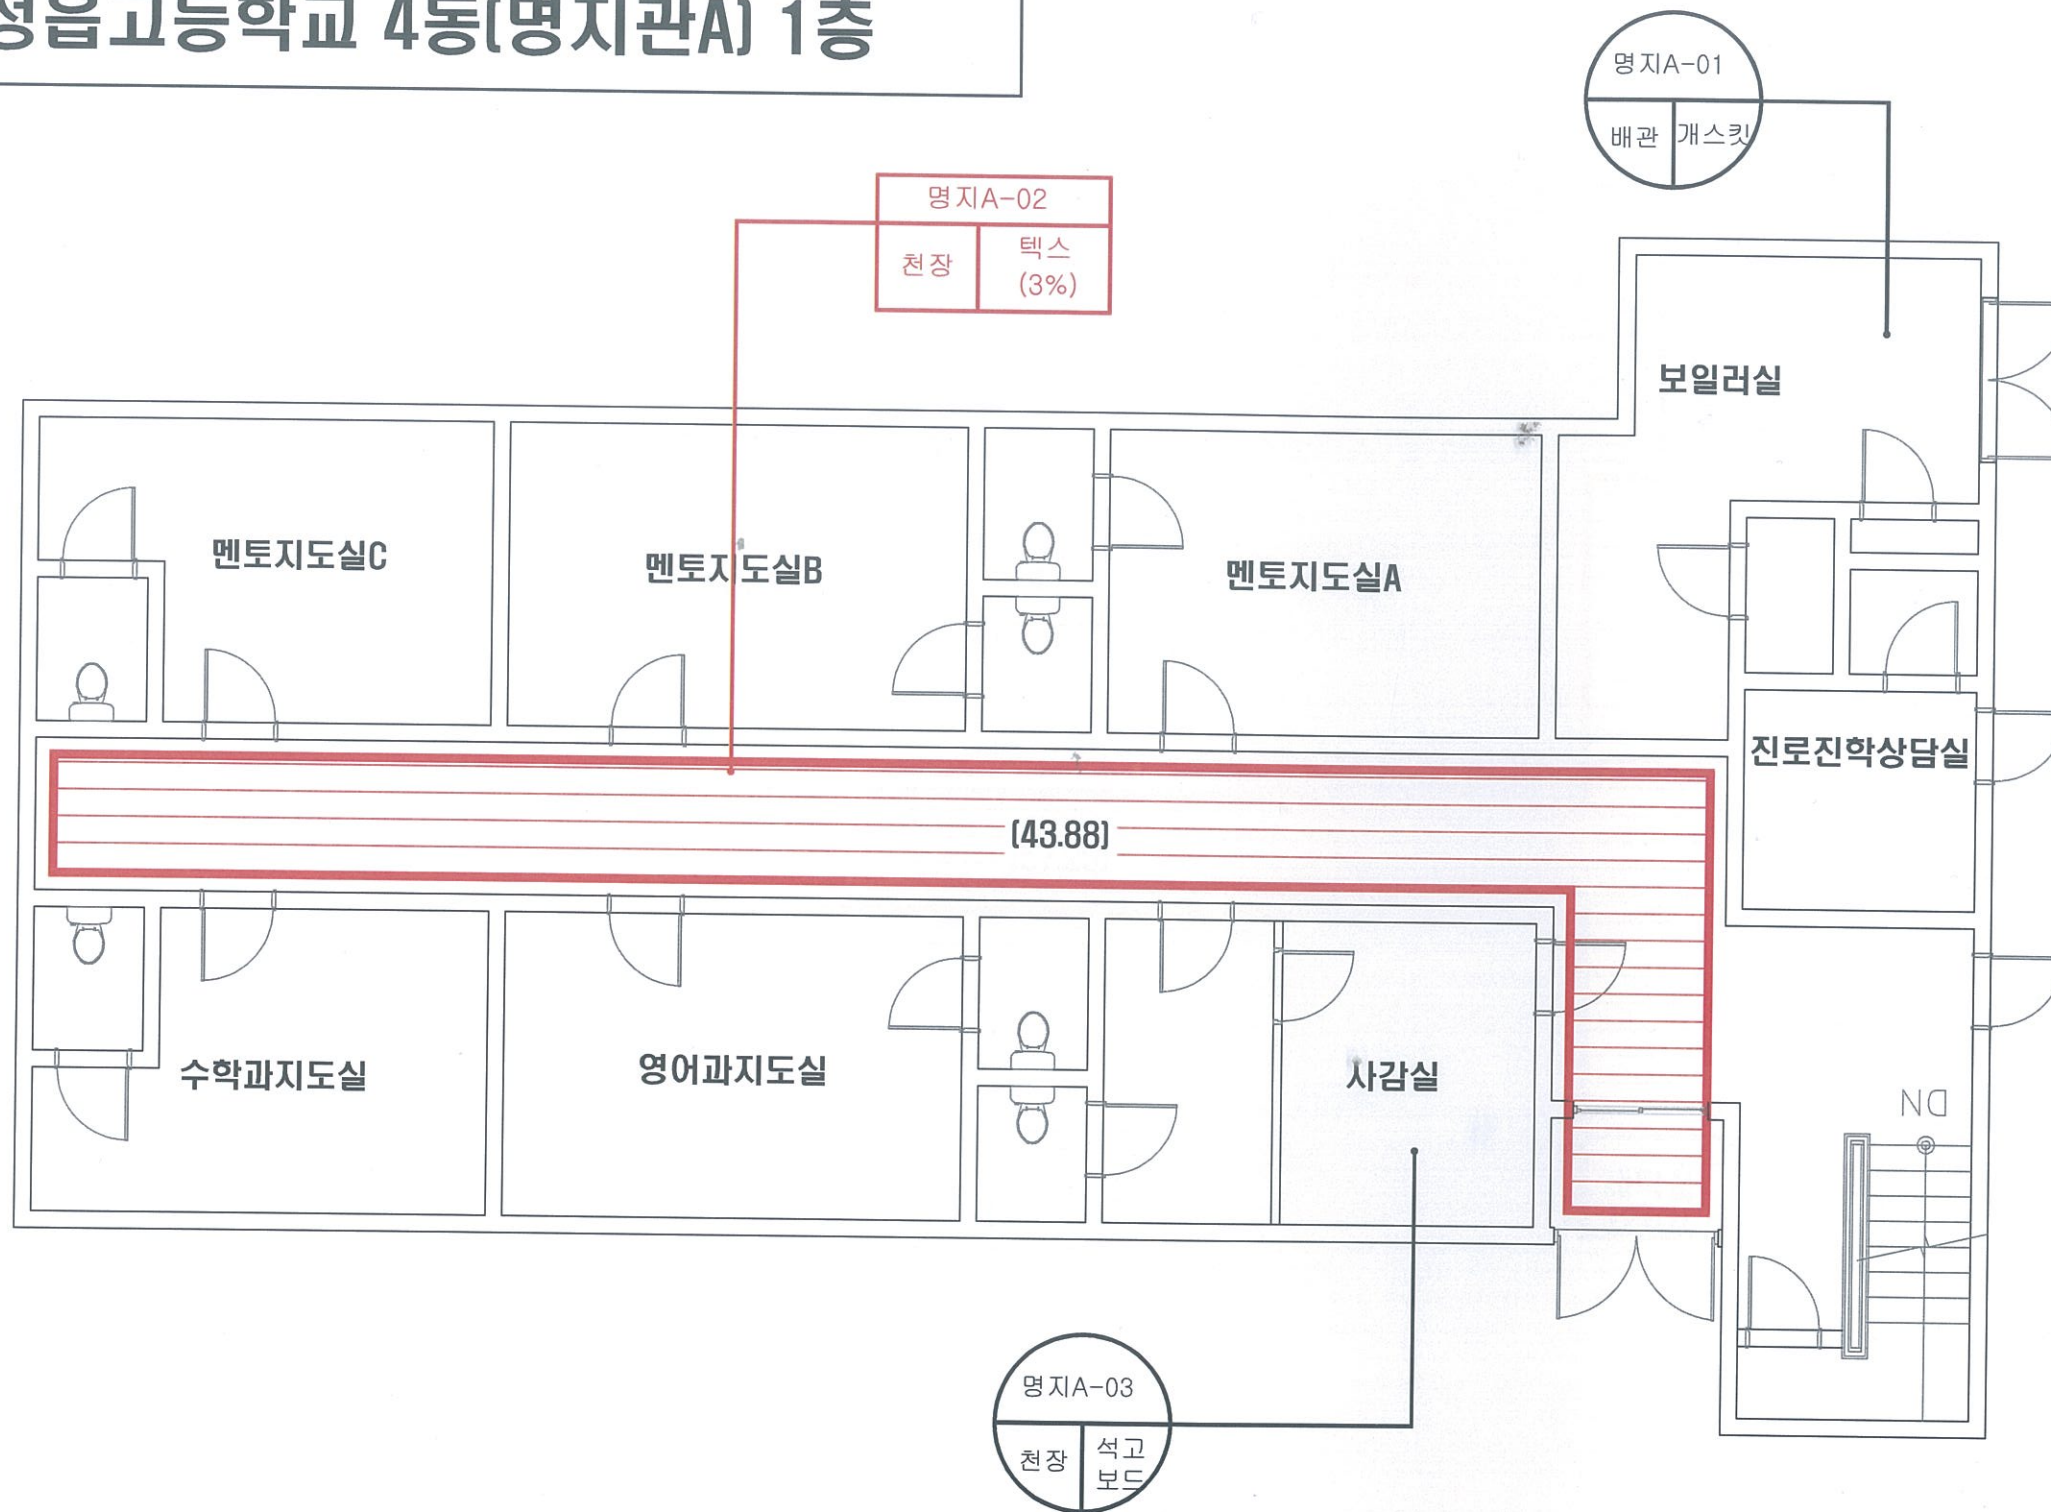 정읍고등학교 4동(명지관A) 1층
명지A-01
배관 개스킷
명지A-02
천장 텍스
(3%)
보일러실
멘토지도실C
멘토지도실B
멘토지도실A
진로진학상담실
(43.88)
수학과지도실
영어과지도실
사감실
DN
명지A-03
천장 석고
보드